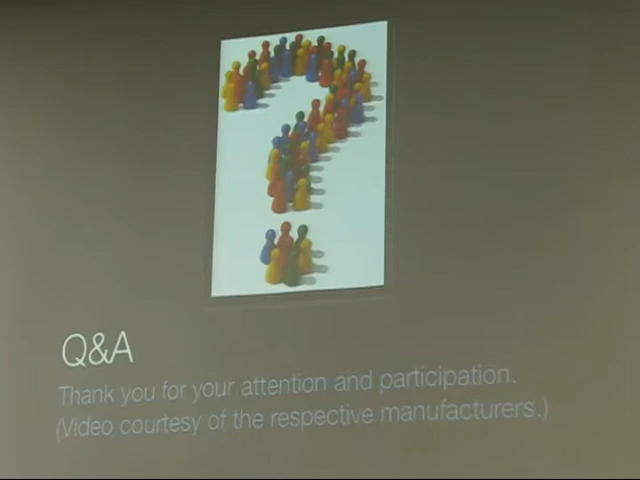 Q&A
Thank you for your attention and participation.
(Video courtesy of the respective manufacturers.)